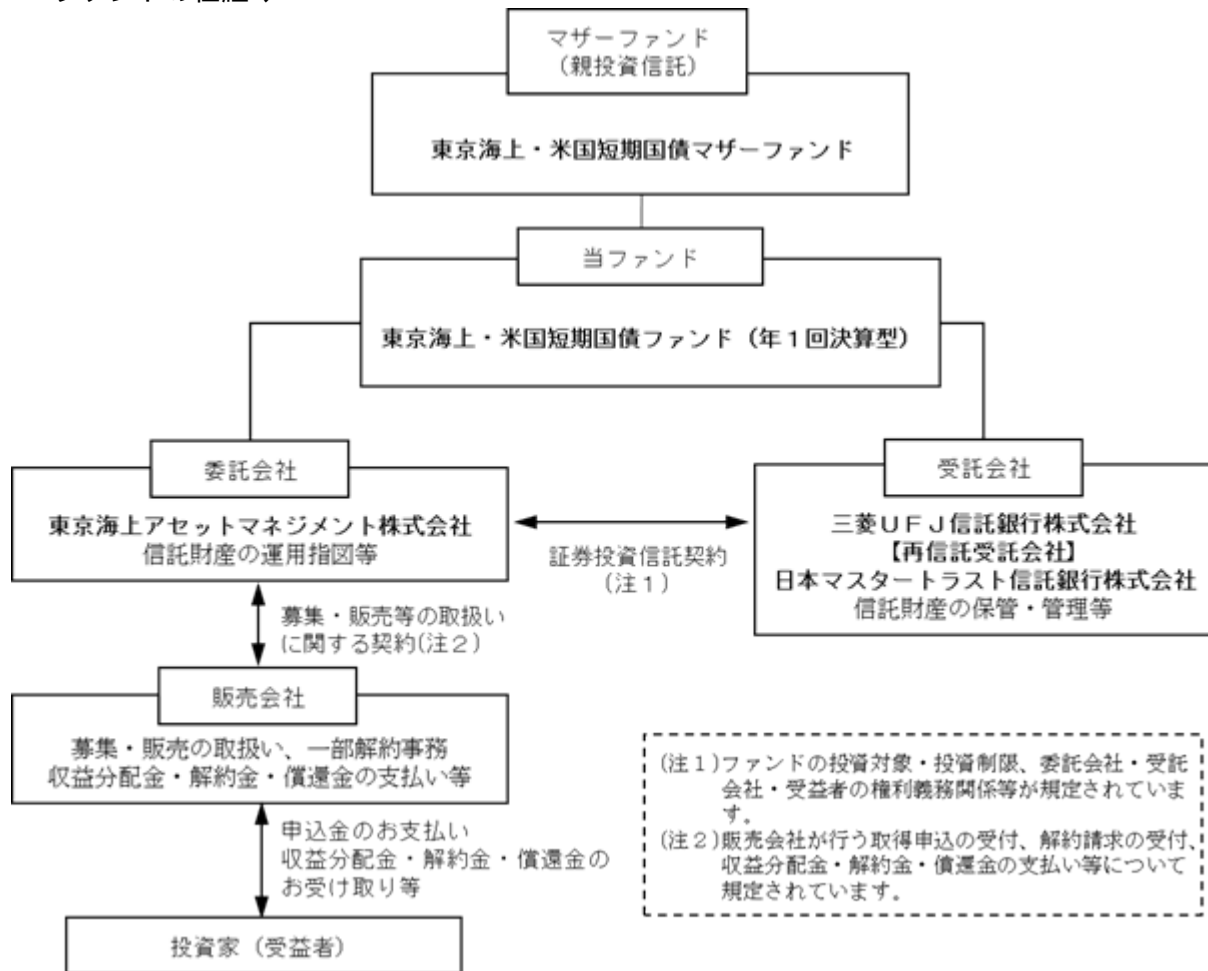 マザーファンド
(親投資信託)
東京海上・米国短期国債マザーファンド
当ファンド
東京海上・米国短期国債ファンド（年１回決算型）
委託会社
東京海上アセットマネジメント株式会社
信託財産の運用指図等
証券投資信託契約
(注１)
受託会社
三菱ＵＦＪ信託銀行株式会社
【再信託受託会社】
日本マスタートラスト信託銀行株式会社
信託財産の保管・管理等
募集・販売等の取扱い
に関する契約(注２)
販売会社
募集・販売の取扱い、一部解約事務
収益分配金・解約金・償還金の支払い等
申込金のお支払い
収益分配金・解約金・償還金の
お受け取り等
投資家（受益者）
(注１)ファンドの投資対象・投資制限、委託会社・受託
会社・受益者の権利義務関係等が規定されていま
す。
(注２)販売会社が行う取得申込の受付、解約請求の受付、
収益分配金・解約金・償還金の支払い等について
規定されています。